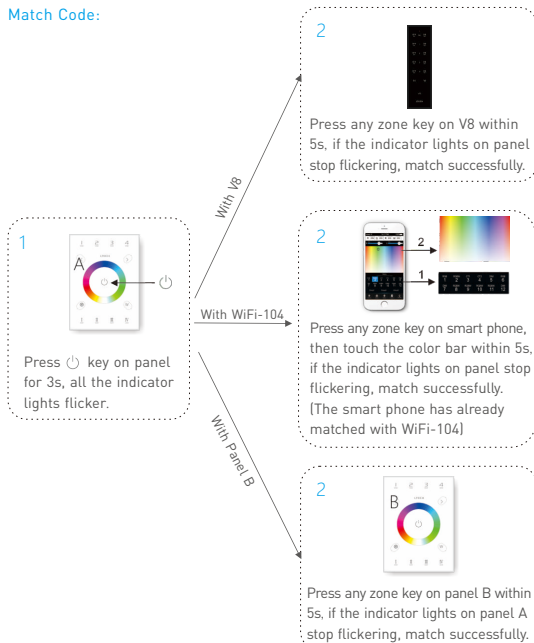 Match Code:
1
A
Press ⏻ key on panel
for 3s, all the indicator
lights flicker.
With V8
With WiFi-104
With Panel B
2
Press any zone key on V8 within
5s, if the indicator lights on panel
stop flickering, match successfully.
2
2
1
Press any zone key on smart phone,
then touch the color bar within 5s,
if the indicator lights on panel stop
flickering, match successfully.
(The smart phone has already
matched with WiFi-104)
2
B
Press any zone key on panel B within
5s, if the indicator lights on panel A
stop flickering, match successfully.